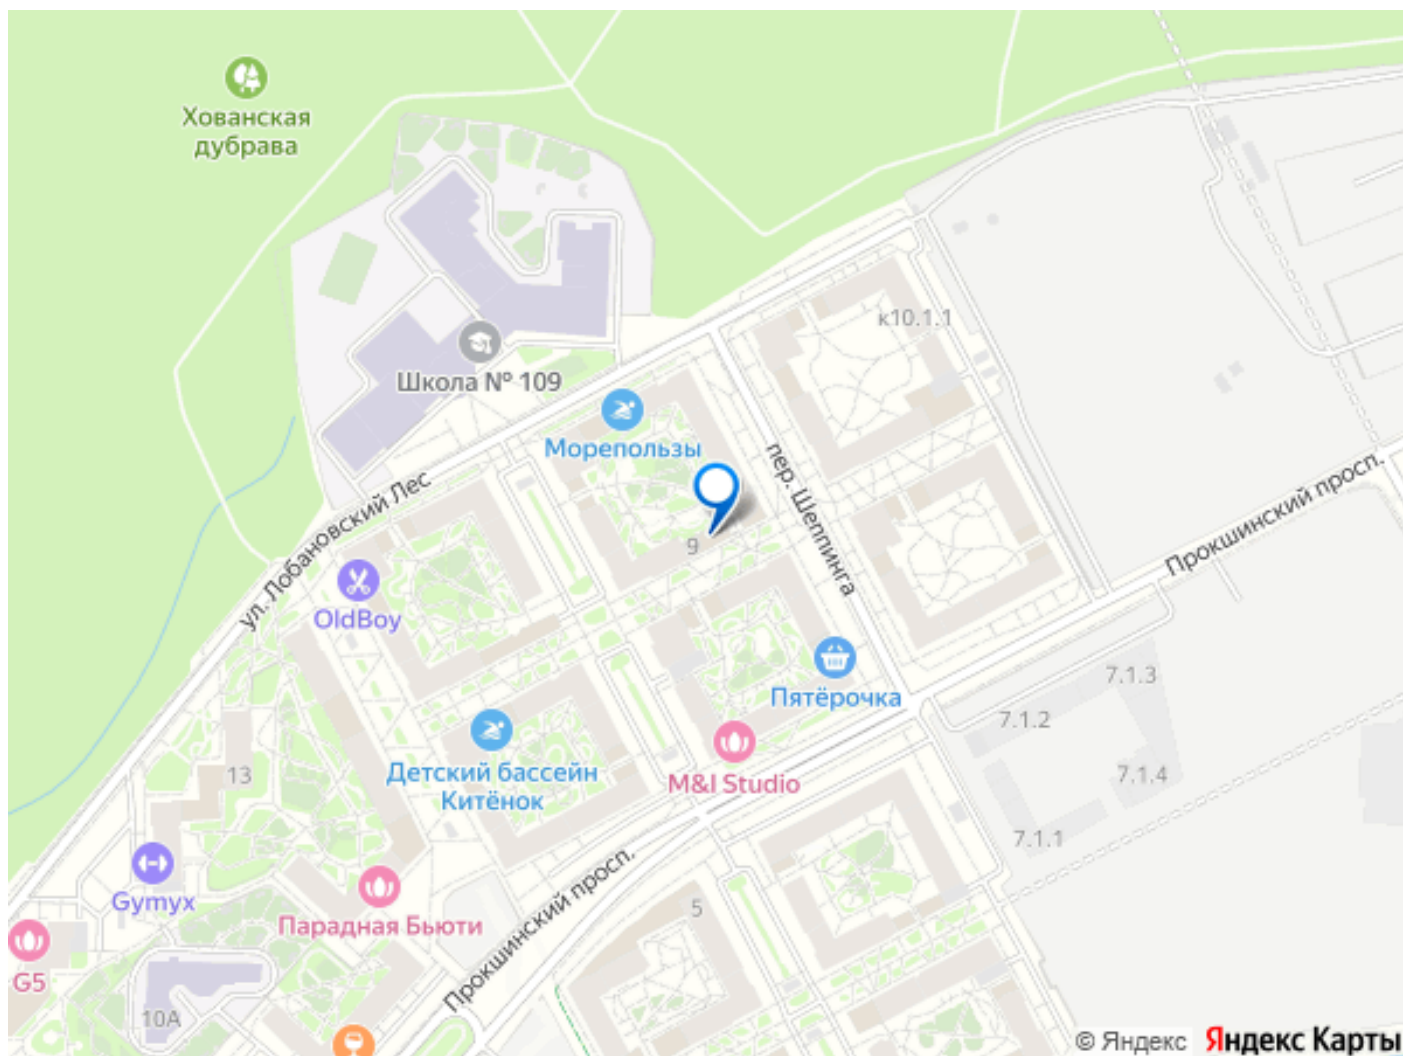 Хованская
дубрава
к10.1.1
Школа № 109
Морепользы
пер. Шеппинга
Прокшинский просп.
ул. Лобановский Лес
9
OldBoy
Пятёрочка
7.1.3
7.1.2
M&I Studio
Детский бассейн
Китёнок
13
7.1.4
7.1.1
Прокшинский просп.
Gymyx
Парадная Бьюти
5
G5
10А
© Яндекс
Яндекс Карты